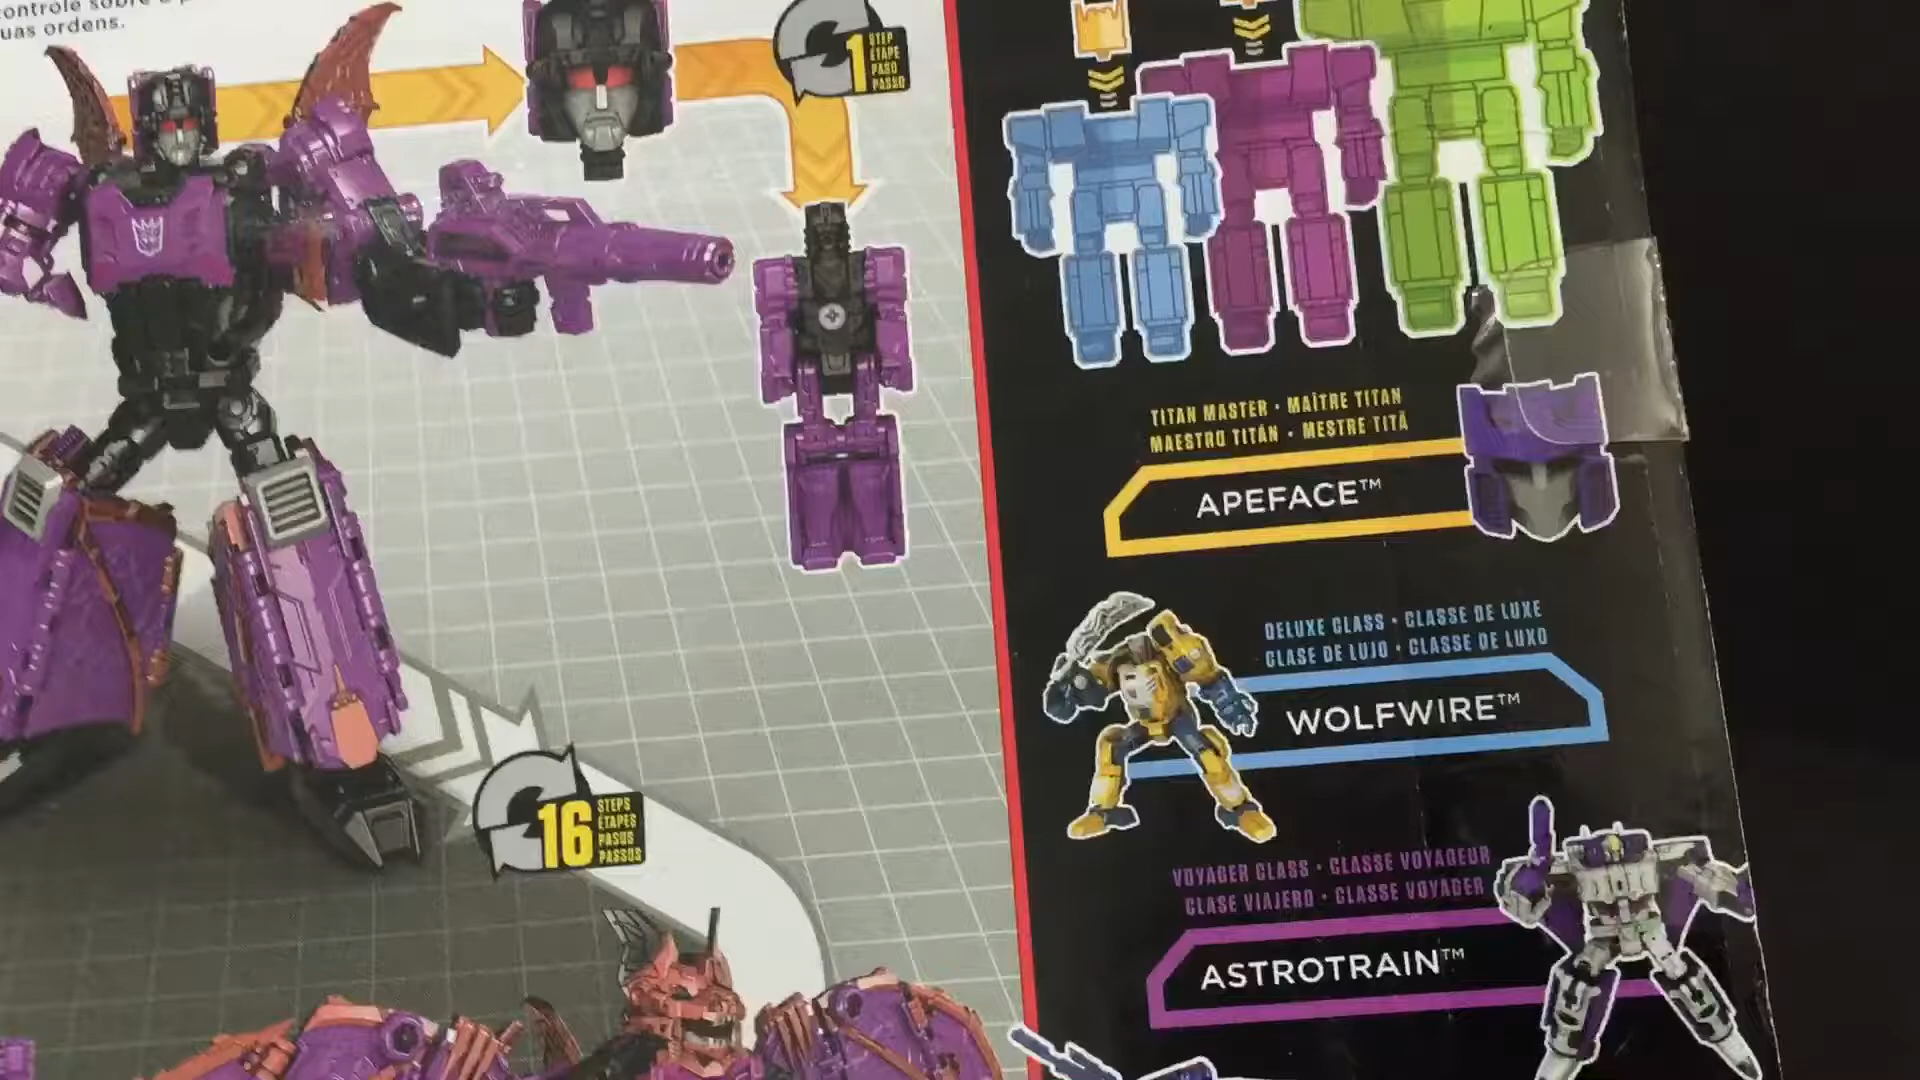 uas ordens.
1
STEP
ÉTAPE
PASO
PASSO
TITAN MASTER • MAÎTRE TITAN
MAESTRO TITÁN • MESTRE TITÃ
APEFACE™
DELUXE CLASS • CLASSE DE LUXE
CLASE DE LUJO • CLASSE DE LUXO
WOLFWIRE™
16
STEPS
ÉTAPES
PASOS
PASSOS
VOYAGER CLASS • CLASSE VOYAGEUR
CLASE VIAJERO • CLASSE VOYAGER
ASTROTRAIN™